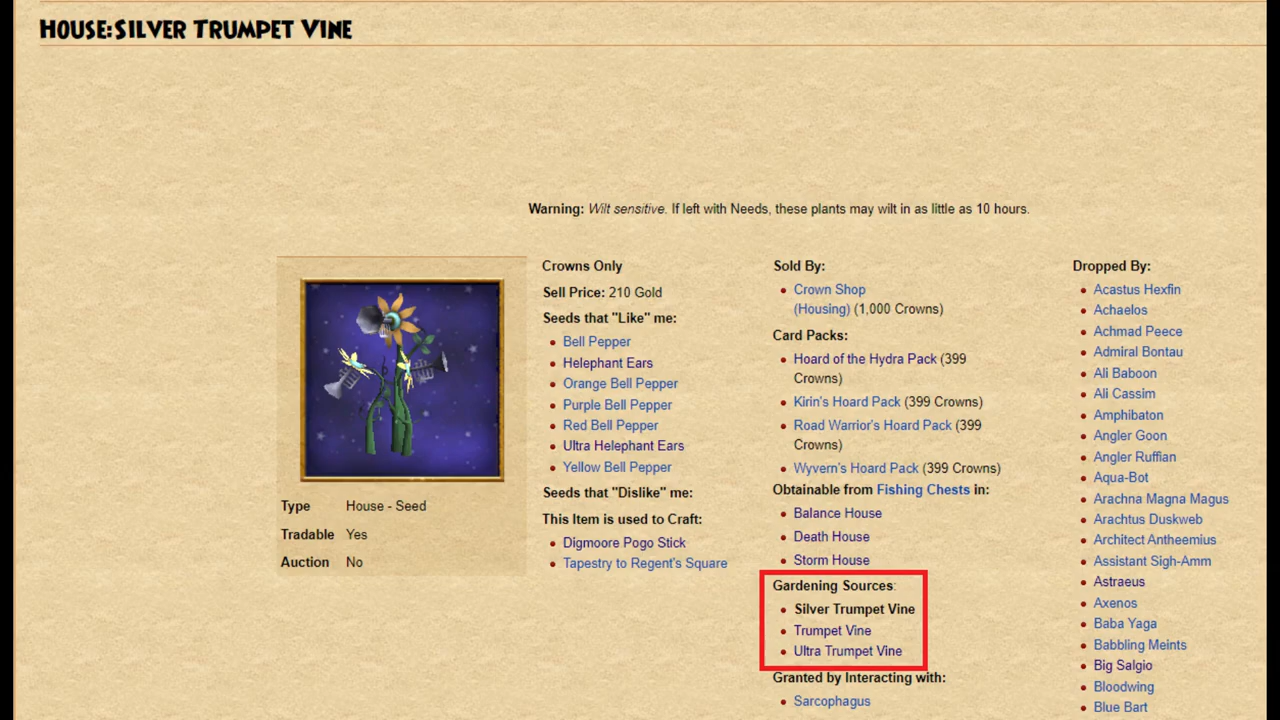 HOUSE:SILVER TRUMPET VINE
Warning: Wilt sensitive. If left with Needs, these plants may wilt in as little as 10 hours.
Type House - Seed
Tradable Yes
Auction No
Crowns Only
Sell Price: 210 Gold
Seeds that "Like" me:
Bell Pepper
Helephant Ears
Orange Bell Pepper
Purple Bell Pepper
Red Bell Pepper
Ultra Helephant Ears
Yellow Bell Pepper
Seeds that "Dislike" me:
This Item is used to Craft:
Digmoore Pogo Stick
Tapestry to Regent's Square
Sold By:
Crown Shop
(Housing) (1,000 Crowns)
Card Packs:
Hoard of the Hydra Pack (399
Crowns)
Kirin's Hoard Pack (399 Crowns)
Road Warrior's Hoard Pack (399
Crowns)
Wyvern's Hoard Pack (399 Crowns)
Obtainable from Fishing Chests in:
Balance House
Death House
Storm House
Gardening Sources:
Silver Trumpet Vine
Trumpet Vine
Ultra Trumpet Vine
Granted by Interacting with:
Sarcophagus
Dropped By:
Acastus Hexfin
Achaelos
Achmad Peece
Admiral Bontau
Ali Baboon
Ali Cassim
Amphibaton
Angler Goon
Angler Ruffian
Aqua-Bot
Arachna Magna Magus
Arachtus Duskweb
Architect Antheemius
Assistant Sigh-Amm
Astraeus
Axenos
Baba Yaga
Babbling Meints
Big Salgio
Bloodwing
Blue Bart